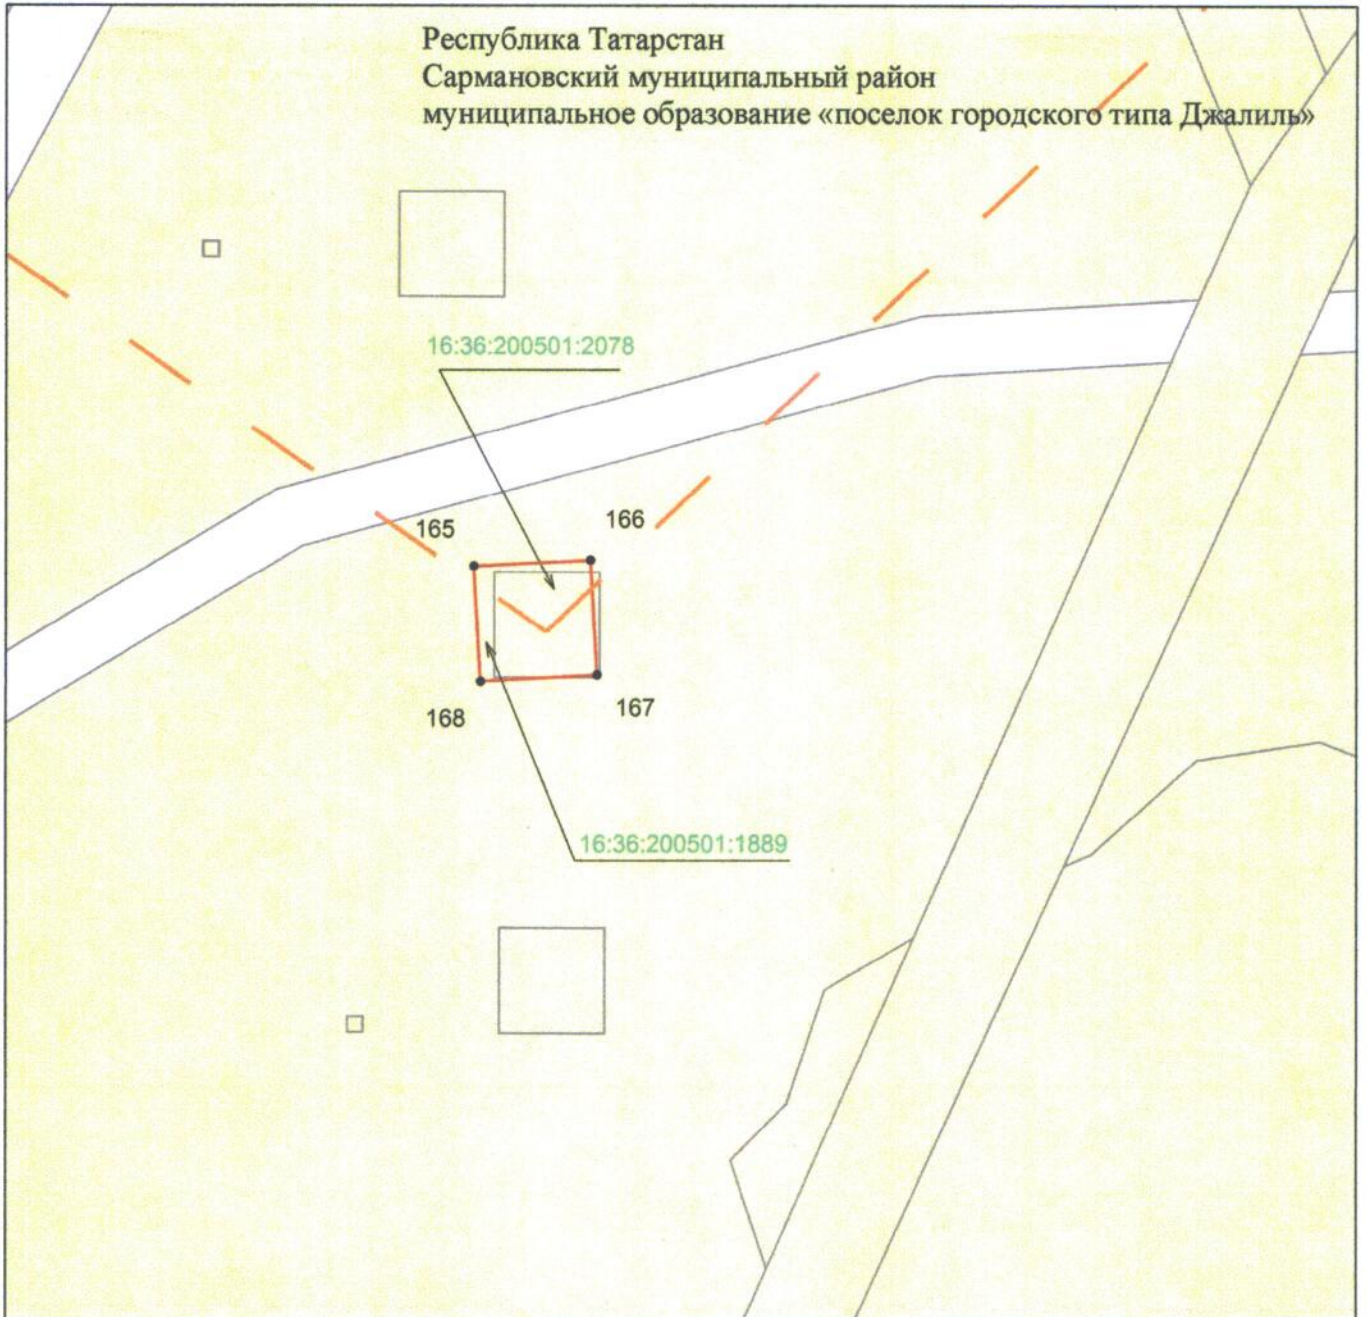 Республика Татарстан
Сармановский муниципальный район
муниципальное образование «поселок городского типа Джалиль»
16:36:200501:2078
165
166
168
167
16:36:200501:1889